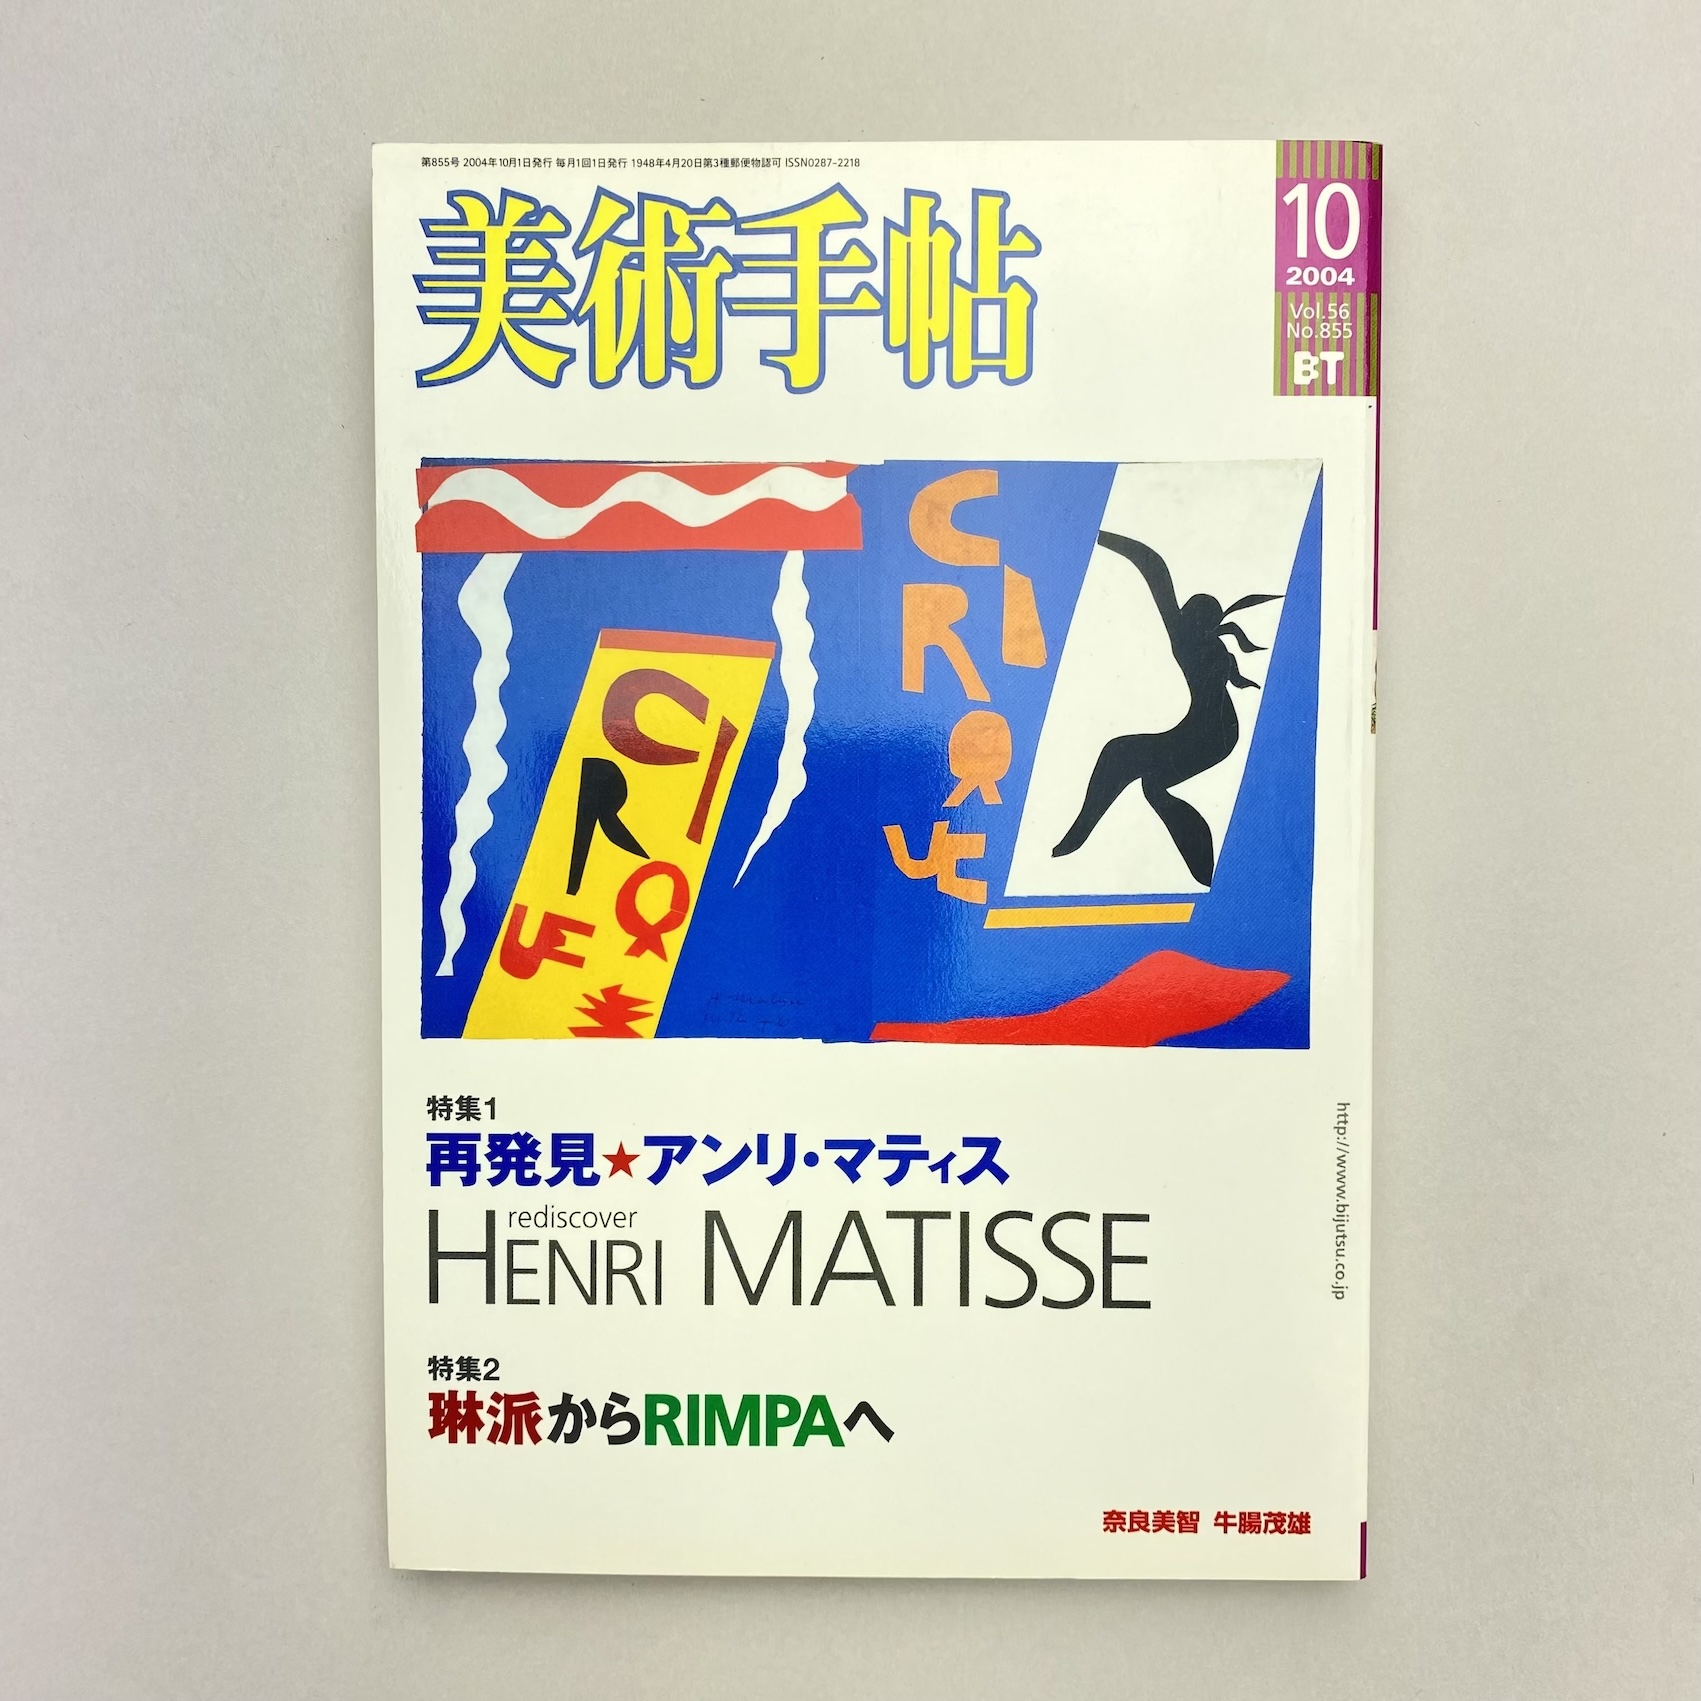 第855号 2004年10月1日発行 毎月1回1日発行 1948年4月20日第3種郵便物認可 ISSN0287-2218
美術手帖
10
2004
Vol.56
No.855
BT
CIRQUE
CIRQUE
特集1
再発見★アンリ・マティス
rediscover
HENRI MATISSE
特集2
琳派からRIMPAへ
奈良美智 牛腸茂雄
http://www.bijutsu.co.jp